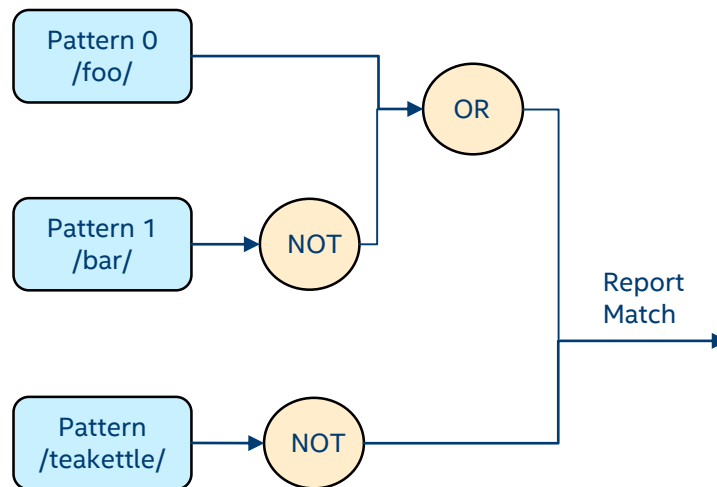 Pattern 0
/foo/
OR
Pattern 1
/bar/
NOT
Report
Match
Pattern
/teakettle/
NOT